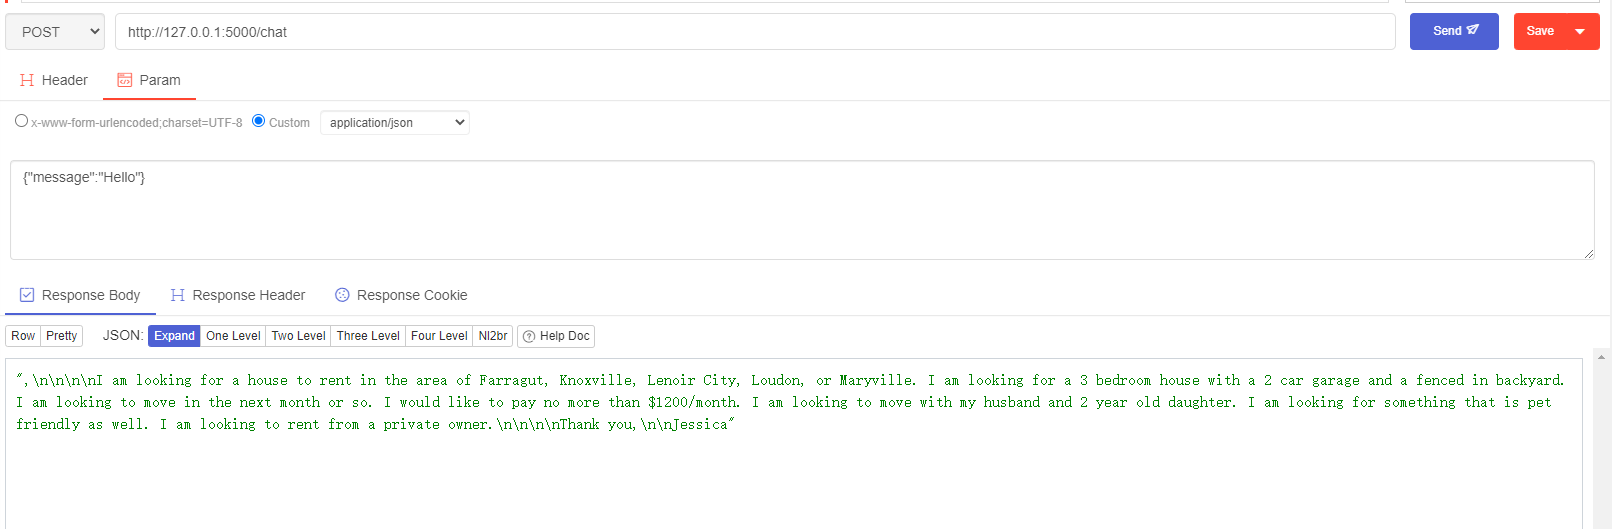 POST http://127.0.0.1:5000/chat Send Save
Header Param
x-www-form-urlencoded;charset=UTF-8 Custom application/json
{"message":"Hello"}
Response Body Response Header Response Cookie
Row Pretty JSON: Expand One Level Two Level Three Level Four Level Nl2br Help Doc
",\n\n\n\nI am looking for a house to rent in the area of Farragut, Knoxville, Lenoir City, Loudon, or Maryville. I am looking for a 3 bedroom house with a 2 car garage and a fenced in backyard.
I am looking to move in the next month or so. I would like to pay no more than $1200/month. I am looking to move with my husband and 2 year old daughter. I am looking for something that is pet
friendly as well. I am looking to rent from a private owner.\n\n\n\nThank you,\n\nJessica"